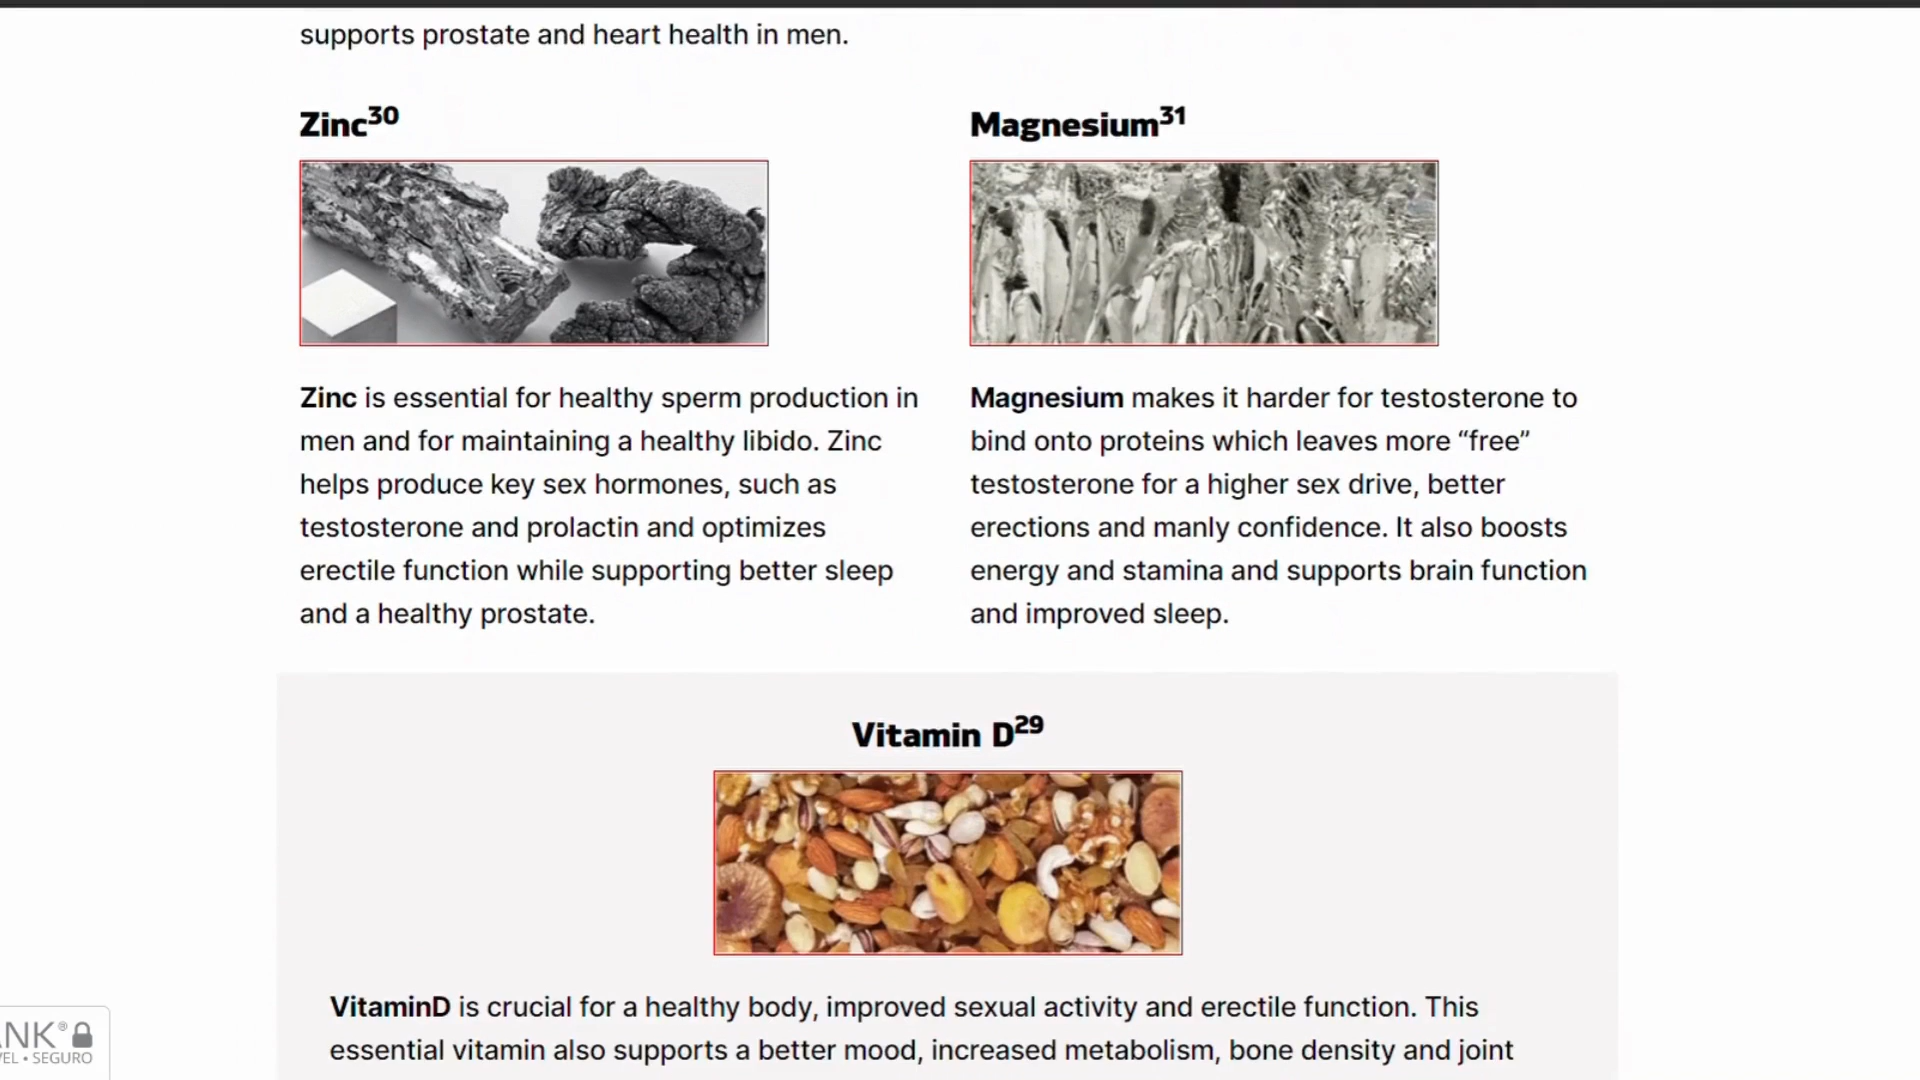 supports prostate and heart health in men.
Zinc30
Magnesium31
Zinc is essential for healthy sperm production in
men and for maintaining a healthy libido. Zinc
helps produce key sex hormones, such as
testosterone and prolactin and optimizes
erectile function while supporting better sleep
and a healthy prostate.
Magnesium makes it harder for testosterone to
bind onto proteins which leaves more “free”
testosterone for a higher sex drive, better
erections and manly confidence. It also boosts
energy and stamina and supports brain function
and improved sleep.
Vitamin D29
VitaminD is crucial for a healthy body, improved sexual activity and erectile function. This
essential vitamin also supports a better mood, increased metabolism, bone density and joint
ANK®
VEL • SEGURO